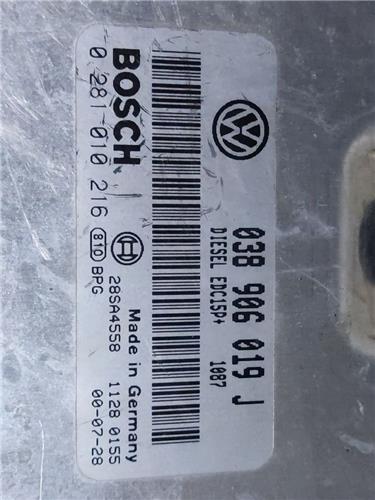 038 906 019 J
DIESEL EDC15P+ 1087
BOSCH
0 281 010 216 810 BPG
Made in Germany
28SA4558 1128 0155
00-07-28